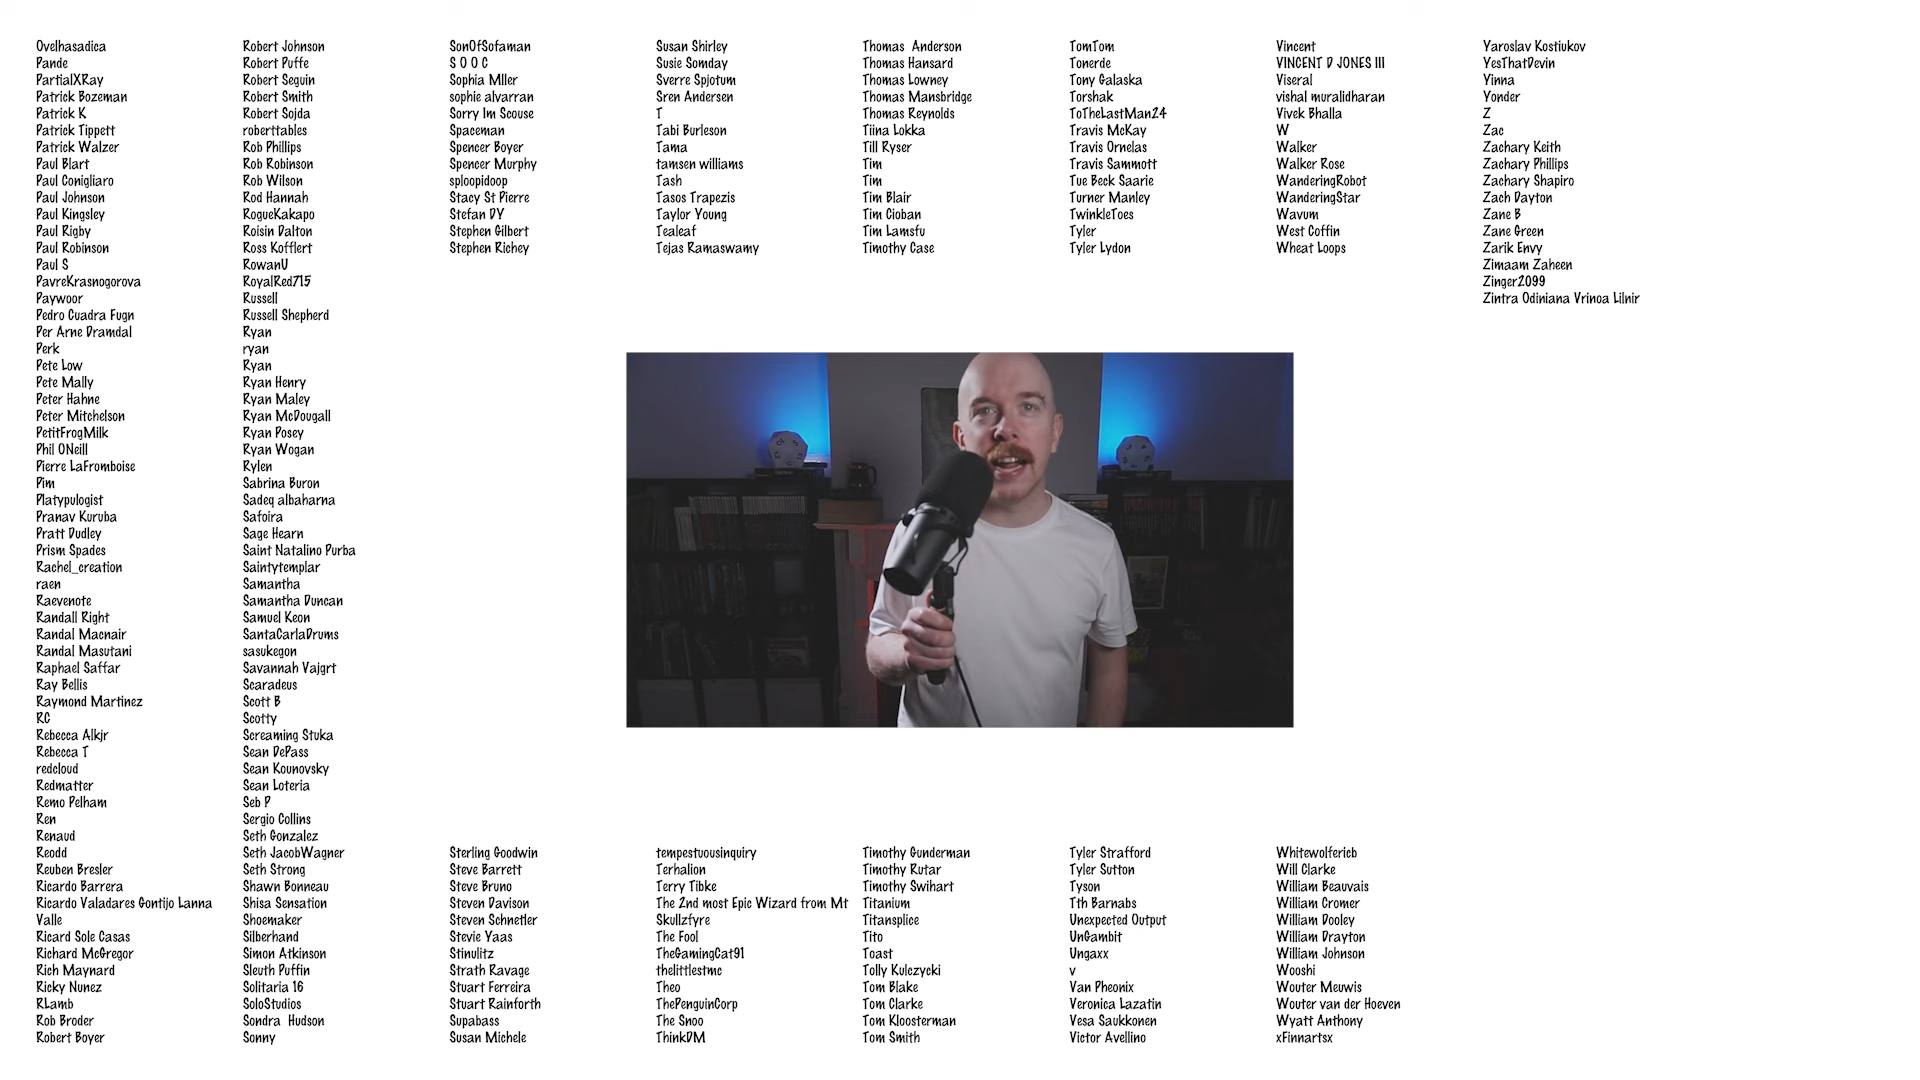 Ovelhasadica
Pande
PartialXRay
Patrick Bozeman
Patrick K
Patrick Tippett
Patrick Walzer
Paul Blart
Paul Conigliaro
Paul Johnson
Paul Kingsley
Paul Rigby
Paul Robinson
Paul S
PavreKrasnogorova
Paywoor
Pedro Cuadra Fugn
Per Arne Dramdal
Perk
Pete Low
Pete Mally
Peter Hahne
Peter Mitchelson
PetitFrogMilk
Phil ONeill
Pierre LaFromboise
Pim
Platypulogist
Pranav Kuruba
Pratt Dudley
Prism Spades
Rachel_creation
raen
Raevenote
Randall Right
Randal Macnair
Randal Masutani
Raphael Saffar
Ray Bellis
Raymond Martinez
RC
Rebecca Alkjr
Rebecca T
redcloud
Redmatter
Remo Pelham
Ren
Renaud
Reodd
Reuben Bresler
Ricardo Barrera
Ricardo Valadares Gontijo Lanna
Valle
Ricard Sole Casas
Richard McGregor
Rich Maynard
Ricky Nunez
RLamb
Rob Broder
Robert Boyer
Robert Johnson
Robert Puffe
Robert Seguin
Robert Smith
Robert Sojda
roberttables
Rob Phillips
Rob Robinson
Rob Wilson
Rod Hannah
RogueKakapo
Roisin Dalton
Ross Kofflert
RowanU
RoyalRed715
Russell
Russell Shepherd
Ryan
ryan
Ryan
Ryan Henry
Ryan Maley
Ryan McDougall
Ryan Posey
Ryan Wogan
Rylen
Sabrina Buron
Sadeq albaharna
Safoira
Sage Hearn
Saint Natalino Purba
Saintytemplar
Samantha
Samantha Duncan
Samuel Keon
SantaCarlaDrums
sasukegon
Savannah Vajgrt
Scaradeus
Scott B
Scotty
Screaming Stuka
Sean DePass
Sean Kounovsky
Sean Loteria
Seb P
Sergio Collins
Seth Gonzalez
Seth JacobWagner
Seth Strong
Shawn Bonneau
Shisa Sensation
Shoemaker
Silberhand
Simon Atkinson
Sleuth Puffin
Solitaria 16
SoloStudios
Sondra  Hudson
Sonny
SonOfSofaman
S O O C
Sophia Mller
sophie alvarran
Sorry Im Scouse
Spaceman
Spencer Boyer
Spencer Murphy
sploopidoop
Stacy St Pierre
Stefan DY
Stephen Gilbert
Stephen Richey
Sterling Goodwin
Steve Barrett
Steve Bruno
Steven Davison
Steven Schnetler
Stevie Yaas
Stinulitz
Strath Ravage
Stuart Ferreira
Stuart Rainforth
Supabass
Susan Michele
Susan Shirley
Susie Somday
Sverre Spjotum
Sren Andersen
T
Tabi Burleson
Tama
tamsen williams
Tash
Tasos Trapezis
Taylor Young
Tealeaf
Tejas Ramaswamy
tempestuousinquiry
Terhalion
Terry Tibke
The 2nd most Epic Wizard from Mt
Skullzfyre
The Fool
TheGamingCat91
thelittlestmc
Theo
ThePenguinCorp
The Snoo
ThinkDM
Thomas  Anderson
Thomas Hansard
Thomas Lowney
Thomas Mansbridge
Thomas Reynolds
Tiina Lokka
Till Ryser
Tim
Tim
Tim Blair
Tim Cioban
Tim Lamsfu
Timothy Case
Timothy Gunderman
Timothy Rutar
Timothy Swihart
Titanium
Titansplice
Tito
Toast
Tolly Kulczycki
Tom Blake
Tom Clarke
Tom Kloosterman
Tom Smith
TomTom
Tonerde
Tony Galaska
Torshak
ToTheLastMan24
Travis McKay
Travis Ornelas
Travis Sammott
Tue Beck Saarie
Turner Manley
TwinkleToes
Tyler
Tyler Lydon
Tyler Strafford
Tyler Sutton
Tyson
Tth Barnabs
Unexpected Output
UnGambit
Ungaxx
v
Van Pheonix
Veronica Lazatin
Vesa Saukkonen
Victor Avellino
Vincent
VINCENT D JONES III
Viseral
vishal muralidharan
Vivek Bhalla
W
Walker
Walker Rose
WanderingRobot
WanderingStar
Wavum
West Coffin
Wheat Loops
Whitewolfericb
Will Clarke
William Beauvais
William Cromer
William Dooley
William Drayton
William Johnson
Wooshi
Wouter Meuwis
Wouter van der Hoeven
Wyatt Anthony
xFinnartsx
Yaroslav Kostiukov
YesThatDevin
Yinna
Yonder
Z
Zac
Zachary Keith
Zachary Phillips
Zachary Shapiro
Zach Dayton
Zane B
Zane Green
Zarik Envy
Zimaam Zaheen
Zinger2099
Zintra Odiniana Vrinoa Lilnir